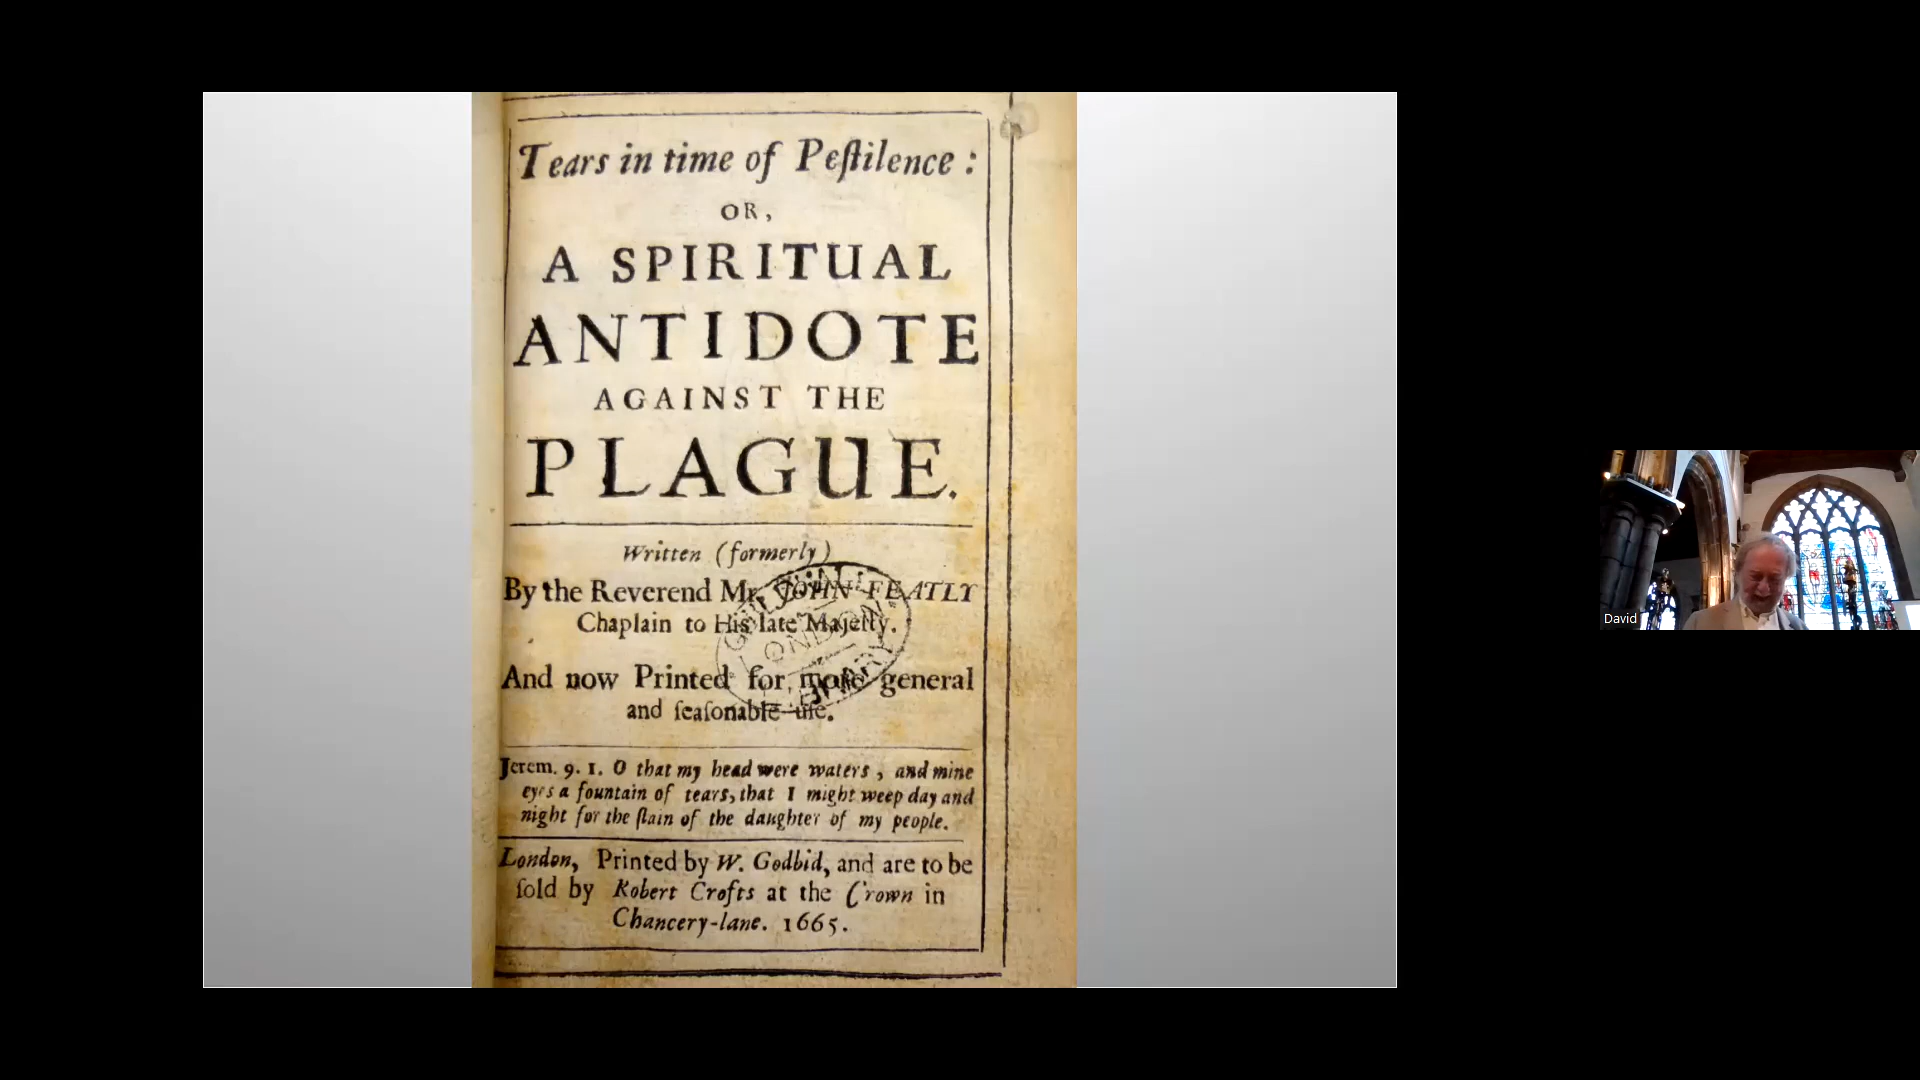 Tears in time of Peſtilence :
OR,
A SPIRITUAL
ANTIDOTE
AGAINST THE
PLAGUE.
Written (formerly)
By the Reverend Mr. JOHN FEATLY
Chaplain to His late Majeſty.
And now Printed for more general
and ſeaſonable uſe.
Jerem. 9. 1. O that my head were waters, and mine
eyes a fountain of tears, that I might weep day and
night for the ſlain of the daughter of my people.
London, Printed by W. Godbid, and are to be
ſold by Robert Crofts at the Crown in
Chancery-lane. 1665.
LONDON
LIBRARY
David